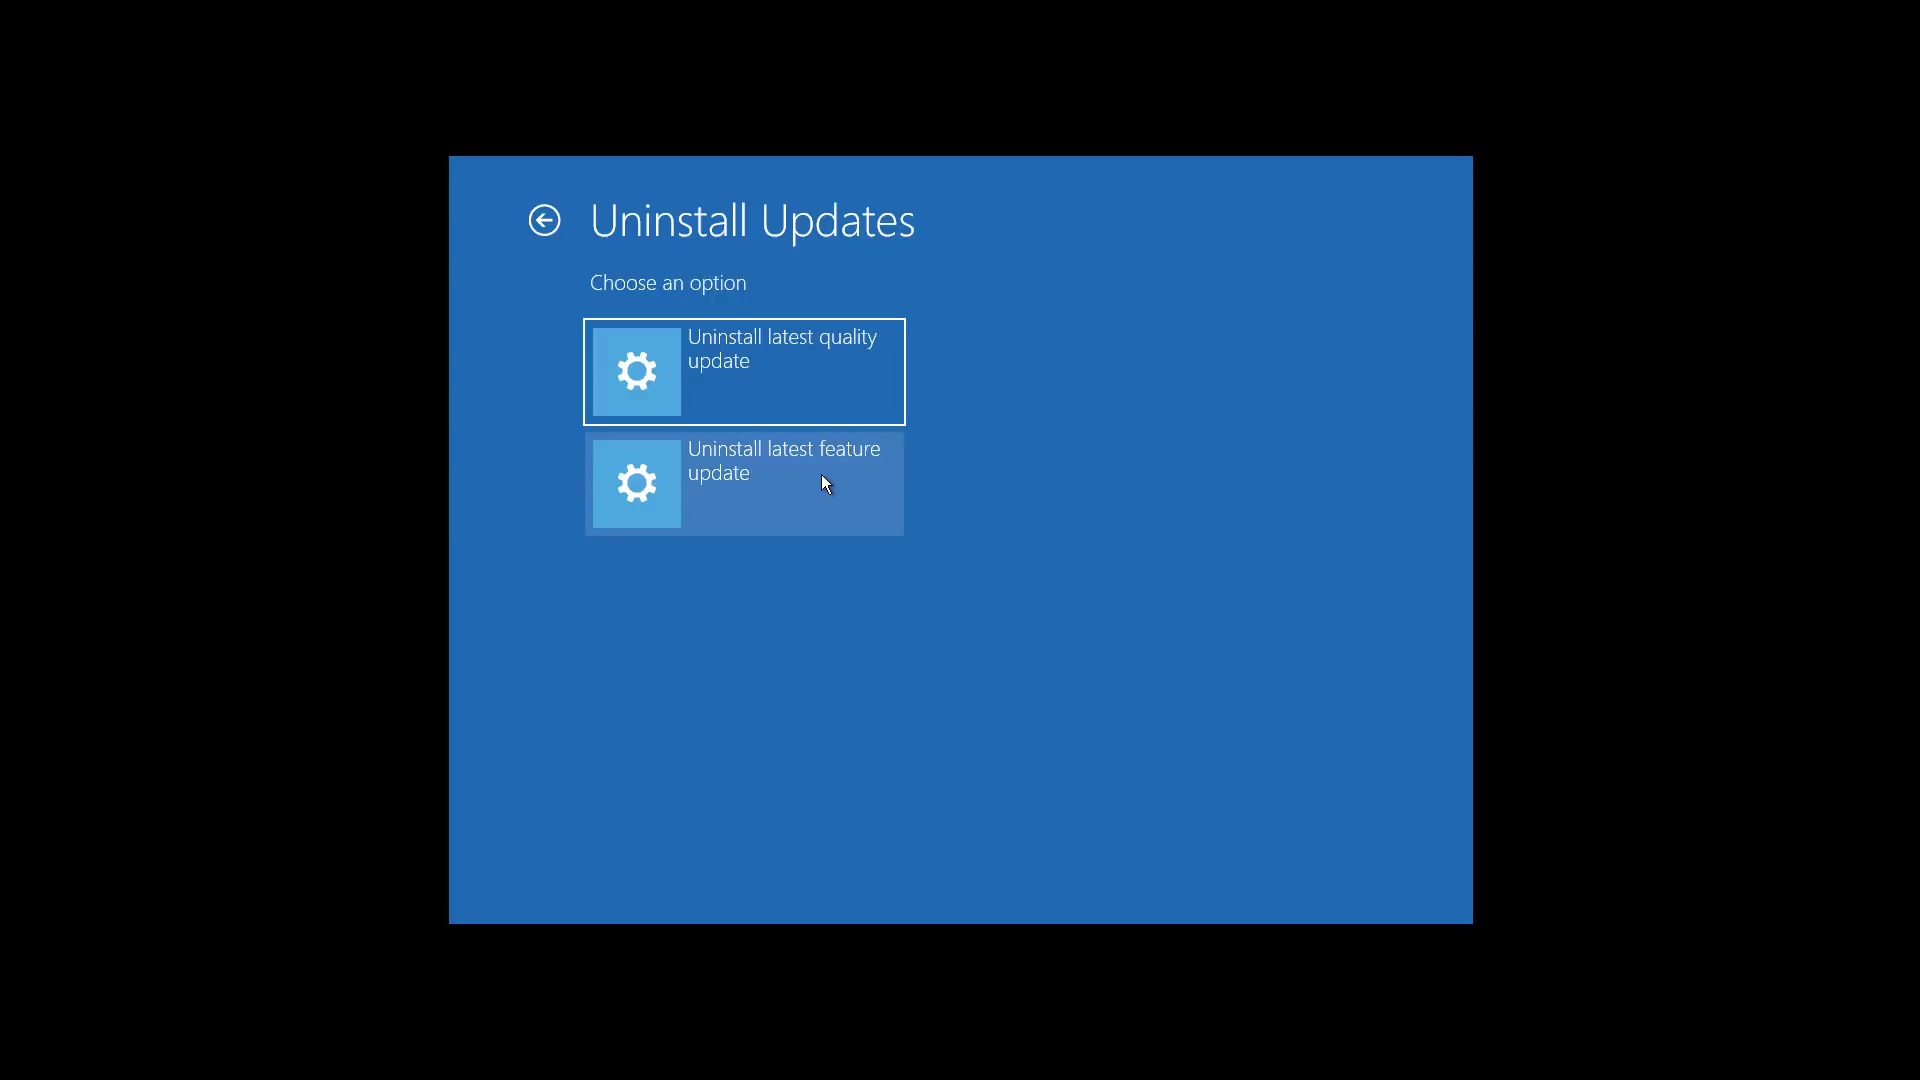 Uninstall Updates
Choose an option
Uninstall latest quality
update
Uninstall latest feature
update